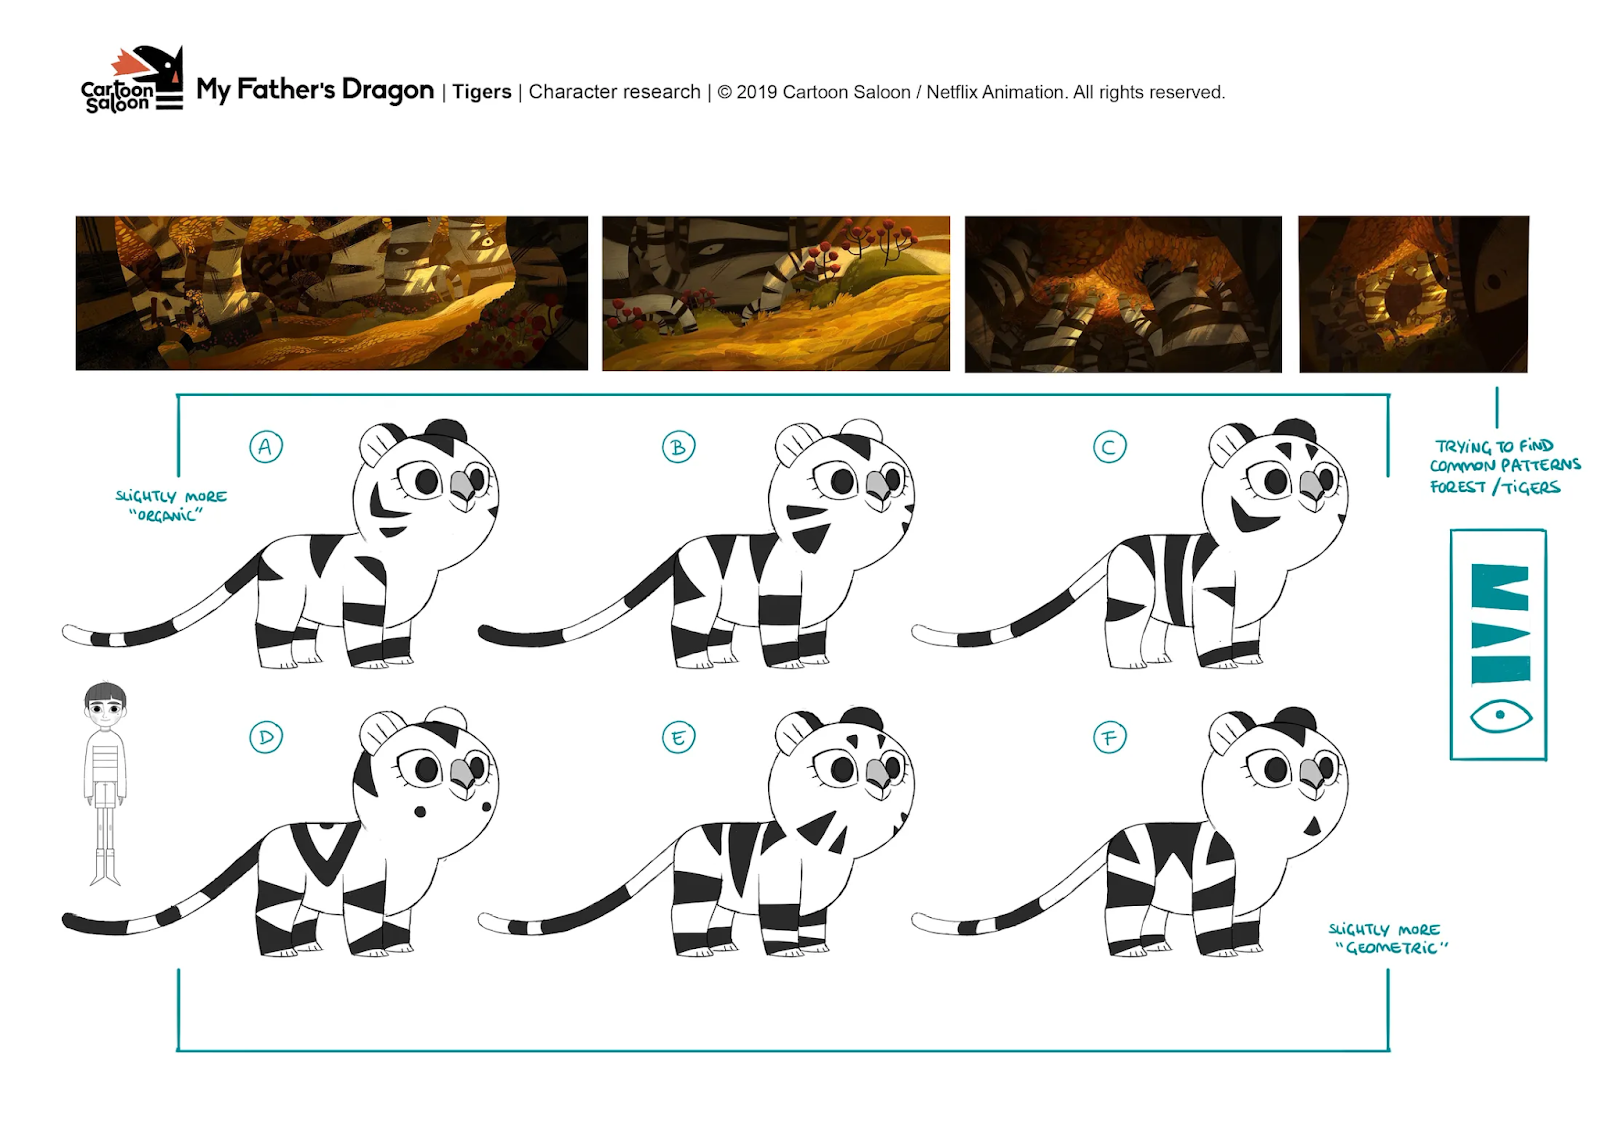 Cartoon
Saloon
My Father's Dragon | Tigers | Character research | © 2019 Cartoon Saloon / Netflix Animation. All rights reserved.
A
B
C
TRYING TO FIND
COMMON PATTERNS
FOREST / TIGERS
SLIGHTLY MORE
"ORGANIC"
D
E
F
SLIGHTLY MORE
"GEOMETRIC"